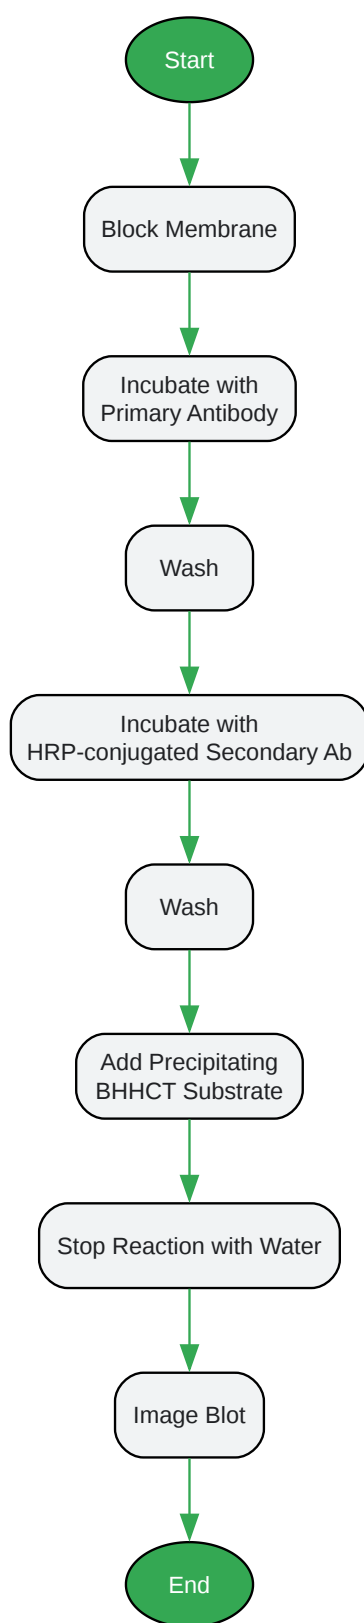 Start
Block Membrane
Incubate with
Primary Antibody
Wash
Incubate with
HRP-conjugated Secondary Ab
Wash
Add Precipitating
BHHCT Substrate
Stop Reaction with Water
Image Blot
End